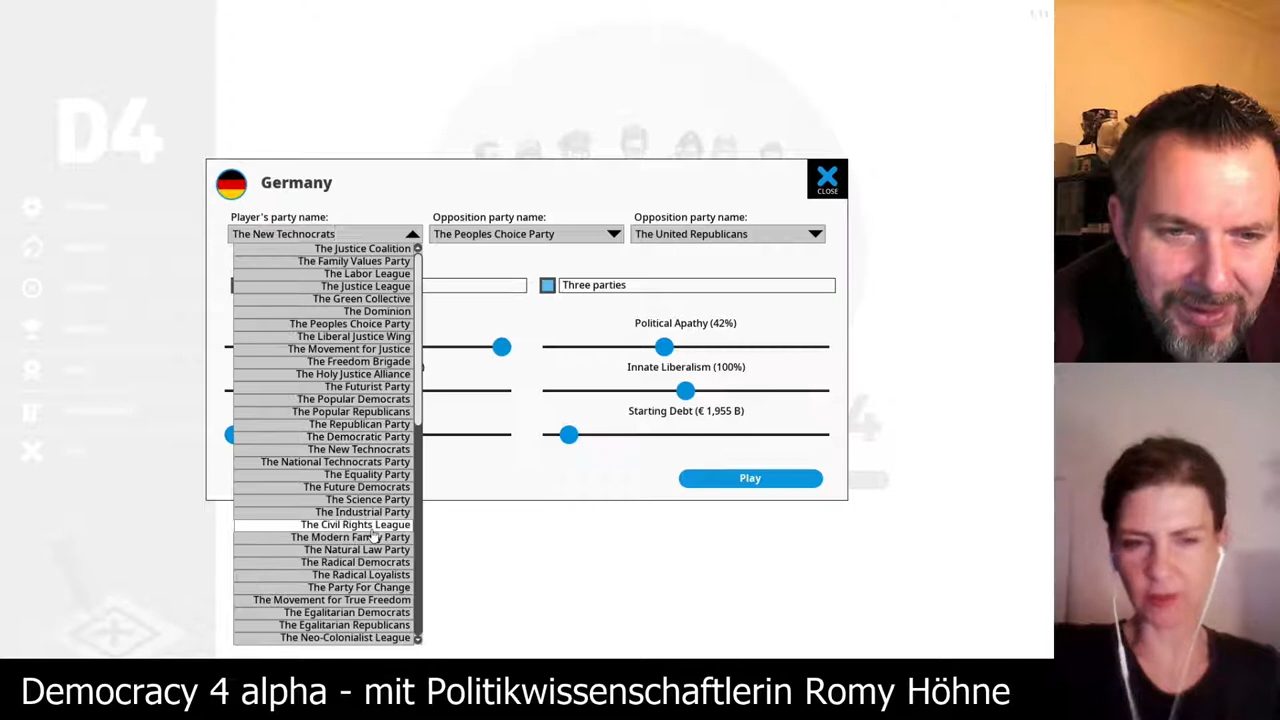 D4
Germany
CLOSE
Player's party name:
Opposition party name:
Opposition party name:
The New Technocrats
The Peoples Choice Party
The United Republicans
The Justice Coalition
The Family Values Party
The Labor League
The Justice League
The Green Collective
The Dominion
The Peoples Choice Party
The Liberal Justice Wing
The Movement for Justice
The Freedom Brigade
The Holy Justice Alliance
The Futurist Party
The Popular Democrats
The Popular Republicans
The Republican Party
The Democratic Party
The New Technocrats
The National Technocrats Party
The Equality Party
The Future Democrats
The Science Party
The Industrial Party
The Civil Rights League
The Modern Family Party
The Natural Law Party
The Radical Democrats
The Radical Loyalists
The Party For Change
The Movement for True Freedom
The Egalitarian Democrats
The Egalitarian Republicans
The Neo-Colonialist League
Three parties
Political Apathy (42%)
)
Innate Liberalism (100%)
Starting Debt (€ 1,955 B)
4
Play
Democracy 4 alpha - mit Politikwissenschaftlerin Romy Höhne